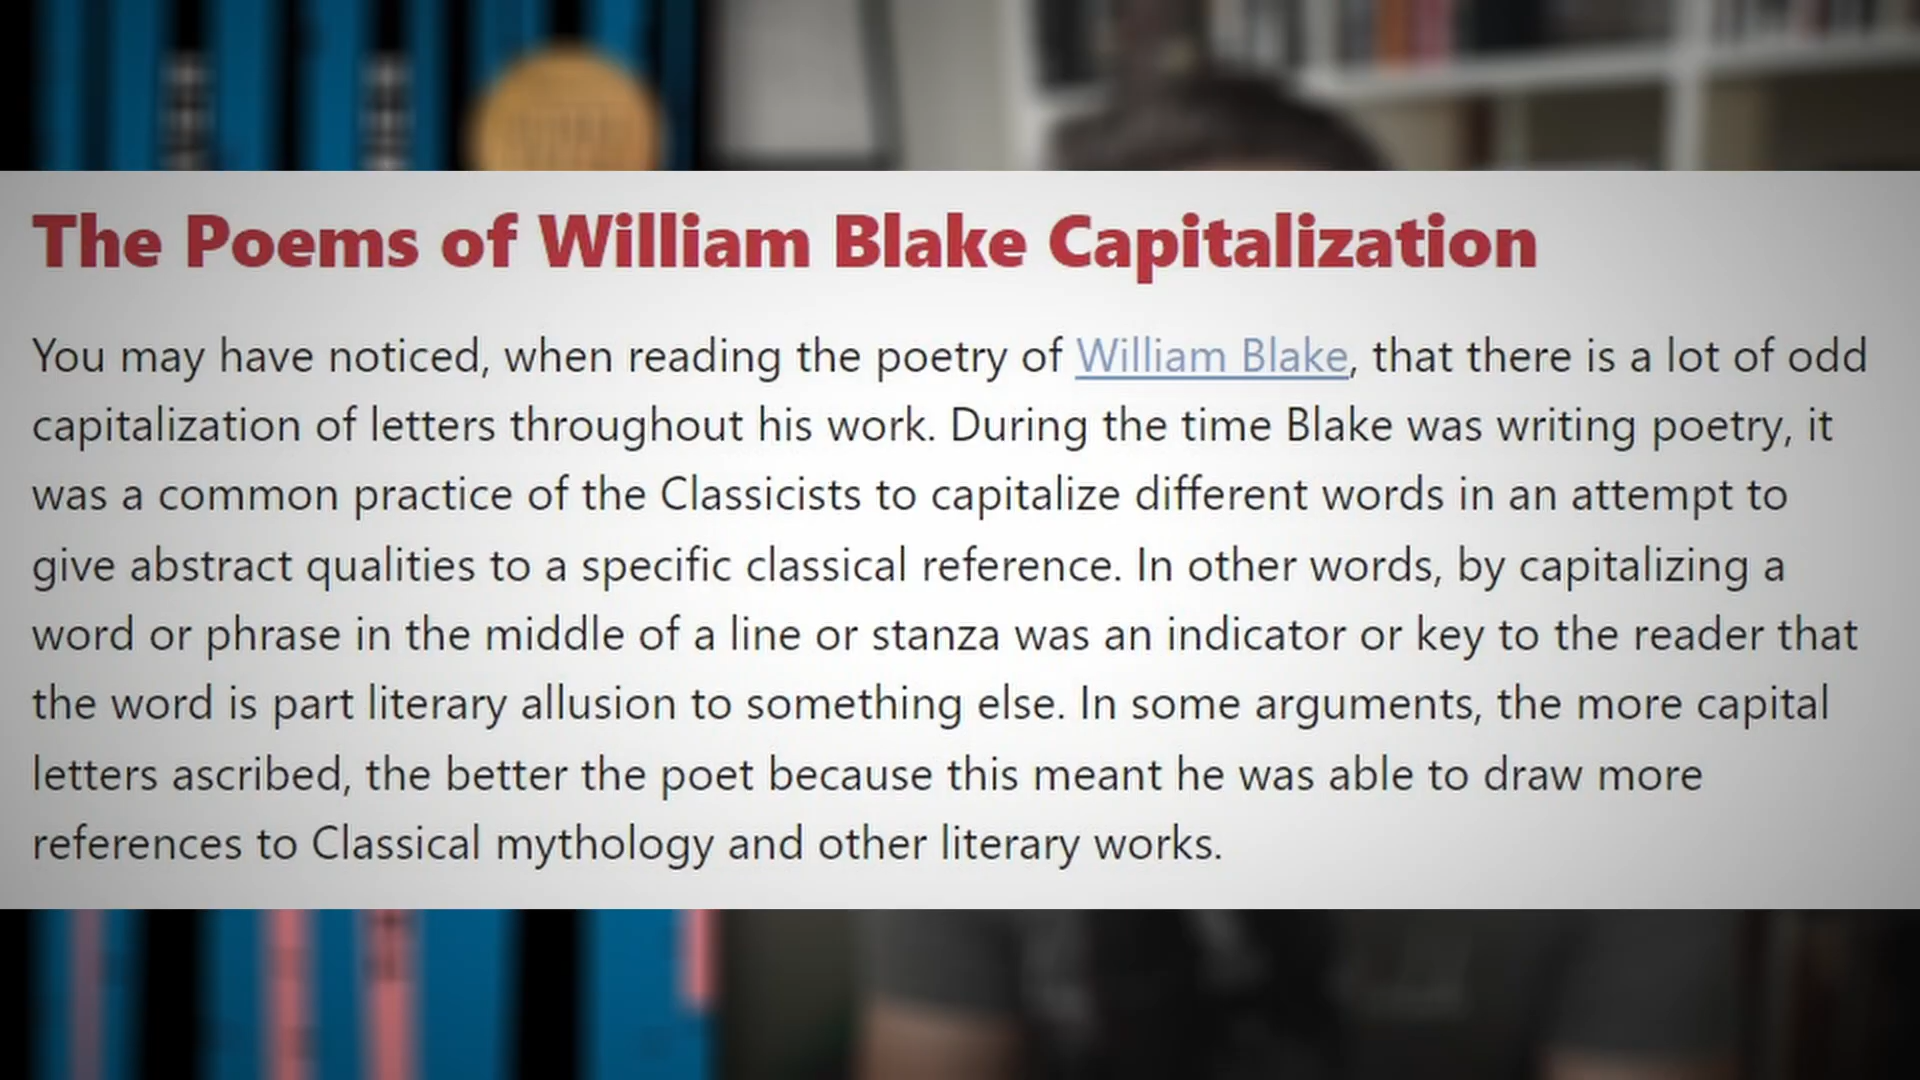 The Poems of William Blake Capitalization
You may have noticed, when reading the poetry of William Blake, that there is a lot of odd
capitalization of letters throughout his work. During the time Blake was writing poetry, it
was a common practice of the Classicists to capitalize different words in an attempt to
give abstract qualities to a specific classical reference. In other words, by capitalizing a
word or phrase in the middle of a line or stanza was an indicator or key to the reader that
the word is part literary allusion to something else. In some arguments, the more capital
letters ascribed, the better the poet because this meant he was able to draw more
references to Classical mythology and other literary works.